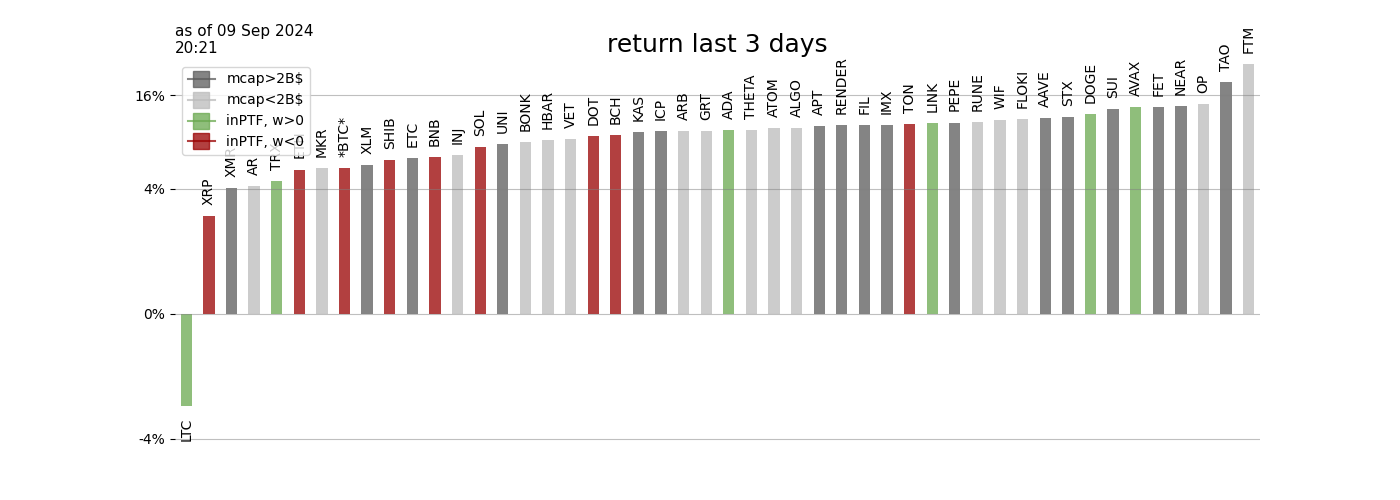 as of 09 Sep 2024
20:21
return last 3 days
mcap>2B$
mcap<2B$
inPTF, w>0
inPTF, w<0
16%
4%
0%
-4%
LTC
XRP
XMR
AR
TRX
ETH
MKR
*BTC*
XLM
SHIB
ETC
BNB
INJ
SOL
UNI
BONK
HBAR
VET
DOT
BCH
KAS
ICP
ARB
GRT
ADA
THETA
ATOM
ALGO
APT
RENDER
FIL
IMX
TON
LINK
PEPE
RUNE
WIF
FLOKI
AAVE
STX
DOGE
SUI
AVAX
FET
NEAR
OP
TAO
FTM